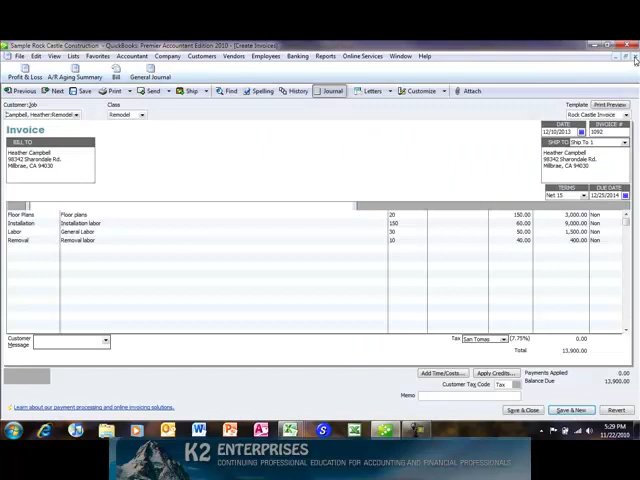 Sample Rock Castle Construction - QuickBooks: Premier Accountant Edition 2010 - [Create Invoices]
File Edit View Lists Favorites Accountant Company Customers Vendors Employees Banking Reports Online Services Window Help
Profit & Loss A/R Aging Summary Bill General Journal
Previous Next Save Print Send Ship Find Spelling History Journal Letters Customize Attach
Customer:Job Class Template Print Preview
Campbell, Heather:Remodel Remodel Rock Castle Invoice
Invoice DATE INVOICE #
12/10/2013 1092
BILL TO SHIP TO Ship To 1
Heather Campbell Heather Campbell
98342 Sharondale Rd. 98342 Sharondale Rd.
Millbrae, CA 94030 Millbrae, CA 94030
TERMS DUE DATE
Net 15 12/25/2014
Floor Plans Floor plans 20 150.00 3,000.00 Non
Installation Installation labor 150 60.00 9,000.00 Non
Labor General Labor 30 50.00 1,500.00 Non
Removal Removal labor 10 40.00 400.00 Non
Customer Message Tax San Tomas (7.75%) 0.00
Total 13,900.00
Add Time/Costs... Apply Credits... Payments Applied 0.00
Customer Tax Code Tax Balance Due 13,900.00
Memo
Learn about our payment processing and online invoicing solutions.
Save & Close Save & New Revert
5:29 PM
11/22/2010
K2 ENTERPRISES
CONTINUING PROFESSIONAL EDUCATION FOR ACCOUNTING AND FINANCIAL PROFESSIONALS